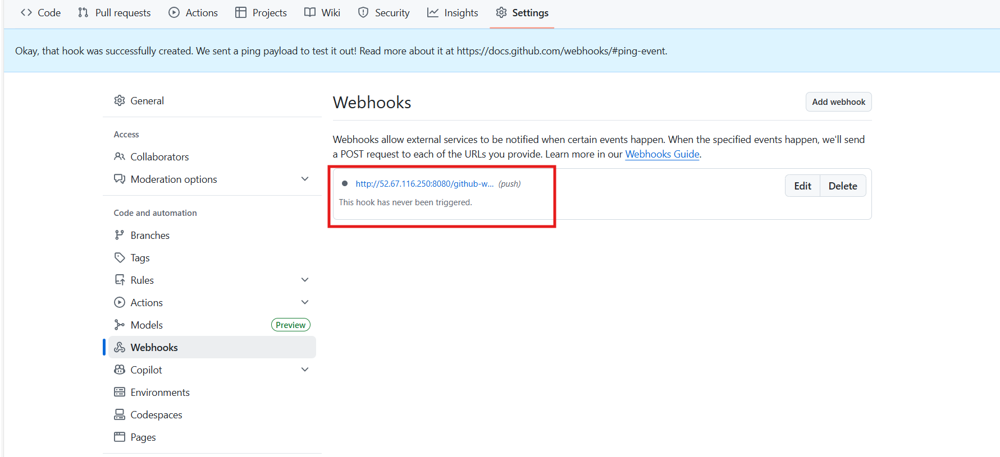 Code Pull requests Actions Projects Wiki Security Insights Settings
Okay, that hook was successfully created. We sent a ping payload to test it out! Read more about it at https://docs.github.com/webhooks/#ping-event.
General
Access
Collaborators
Moderation options
Code and automation
Branches
Tags
Rules
Actions
Models Preview
Webhooks
Copilot
Environments
Codespaces
Pages
Webhooks
Add webhook
Webhooks allow external services to be notified when certain events happen. When the specified events happen, we'll send
a POST request to each of the URLs you provide. Learn more in our Webhooks Guide.
http://52.67.116.250:8080/github-w... (push)
This hook has never been triggered.
Edit Delete